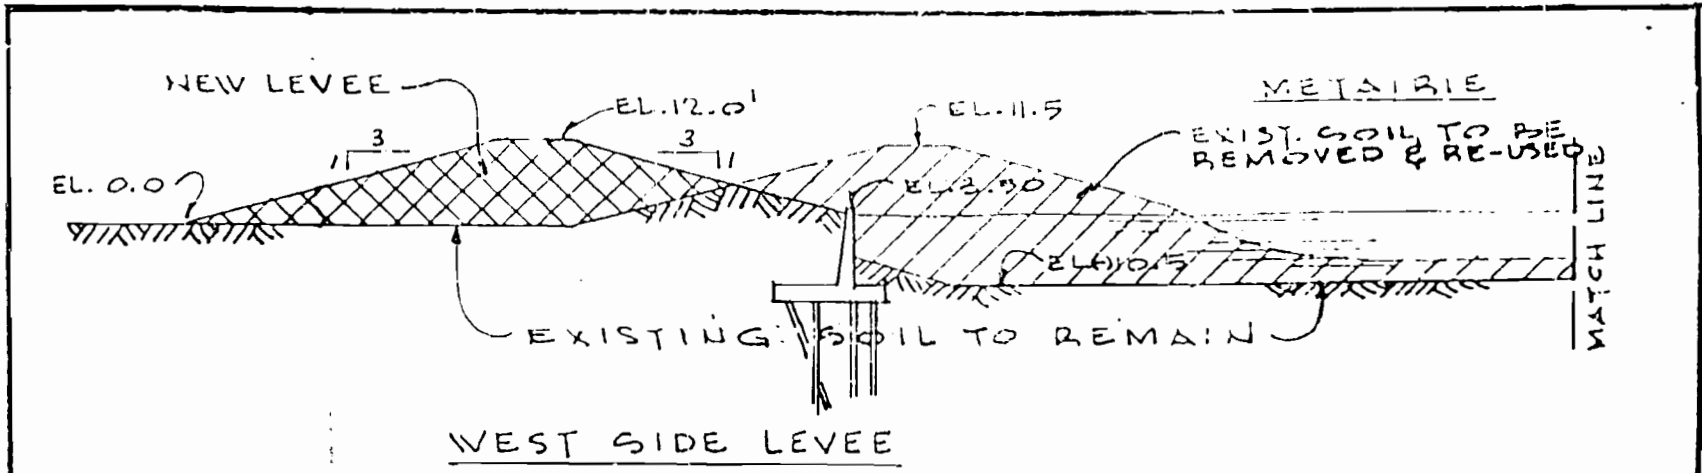 NEW LEVEE
METAIRIE
EL. 12.0'
EL. 11.5
3
3
1
1
EXIST. SOIL TO BE
REMOVED & RE-USED
EL. 0.0
MATCH LINE
EXISTING SOIL TO REMAIN
WEST SIDE LEVEE